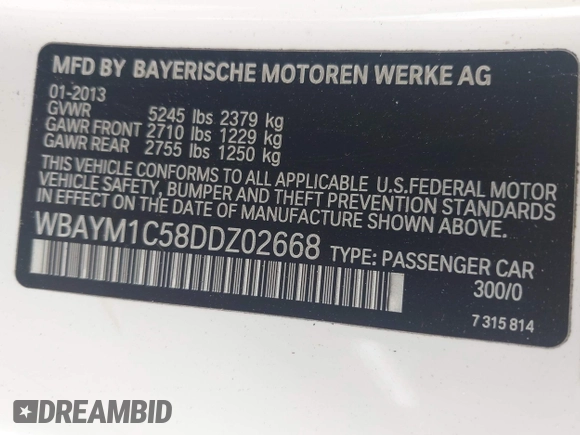 MFD BY BAYERISCHE MOTOREN WERKE AG
01-2013
GVWR 5245 lbs 2379 kg
GAWR FRONT 2710 lbs 1229 kg
GAWR REAR 2755 lbs 1250 kg
THIS VEHICLE CONFORMS TO ALL APPLICABLE U.S.FEDERAL MOTOR
VEHICLE SAFETY, BUMPER AND THEFT PREVENTION STANDARDS
IN EFFECT ON THE DATE OF MANUFACTURE SHOWN ABOVE.
WBAYM1C58DDZ02668 TYPE: PASSENGER CAR
300/0
7 315 814
DREAMBID